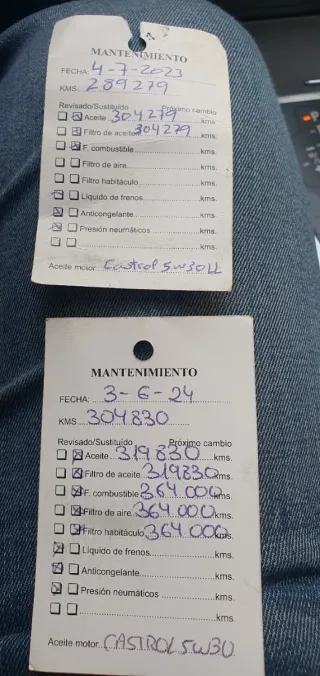 MANTENIMIENTO
FECHA: 4-7-2023
KMS. 289279
Revisado/Sustituído Próximo cambio
Aceite 304279 kms.
Filtro de aceite 304279 kms.
F. combustible kms.
Filtro de aire kms.
Filtro habitáculo kms.
Líquido de frenos kms.
Anticongelante kms.
Presión neumáticos kms.
kms.
Aceite motor. Castrol 5w30 LL
MANTENIMIENTO
FECHA: 3-6-24
KMS 304830
Revisado/Sustituído Próximo cambio
Aceite 319830 kms.
Filtro de aceite 319830 kms.
F. combustible 364.000 kms.
Filtro de aire 364.000 kms.
Filtro habitáculo 364.000 kms.
Líquido de frenos kms.
Anticongelante kms.
Presión neumáticos kms.
kms.
Aceite motor. CASTROL 5W30